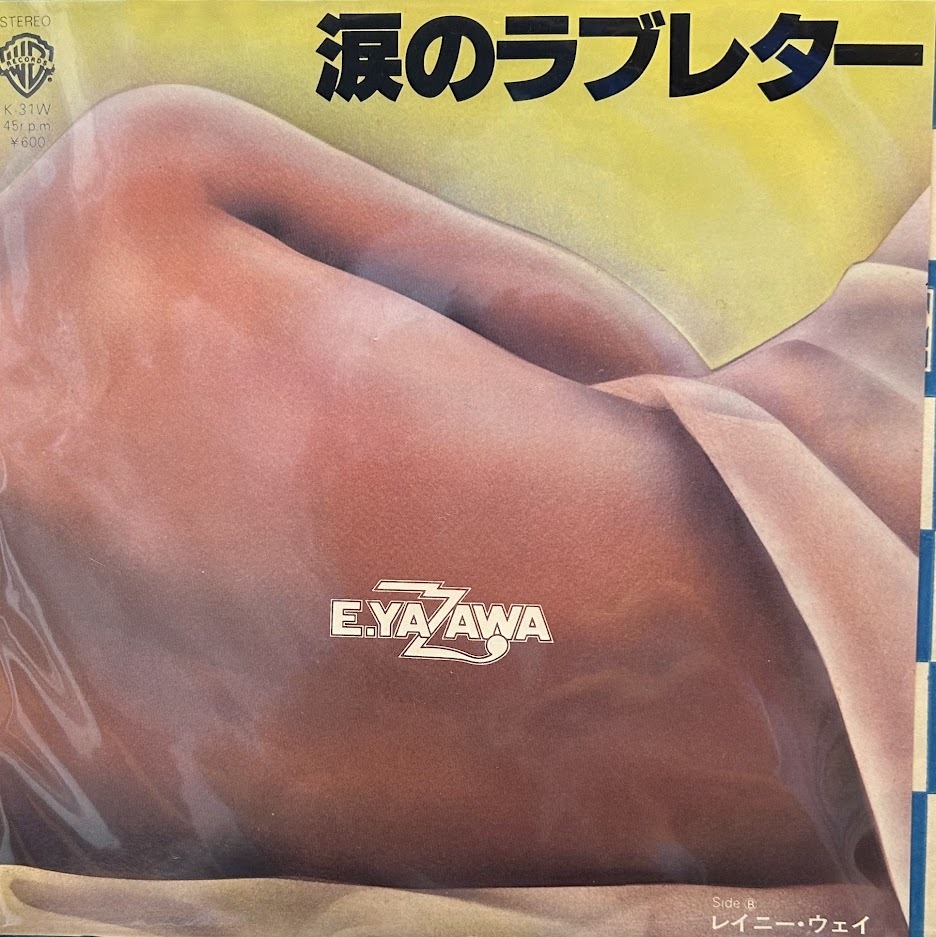 STEREO
RECORDS
K-31W
45r.p.m.
¥600
涙のラブレター
E.YAZAWA
Side Ⓑ
レイニー・ウェイ